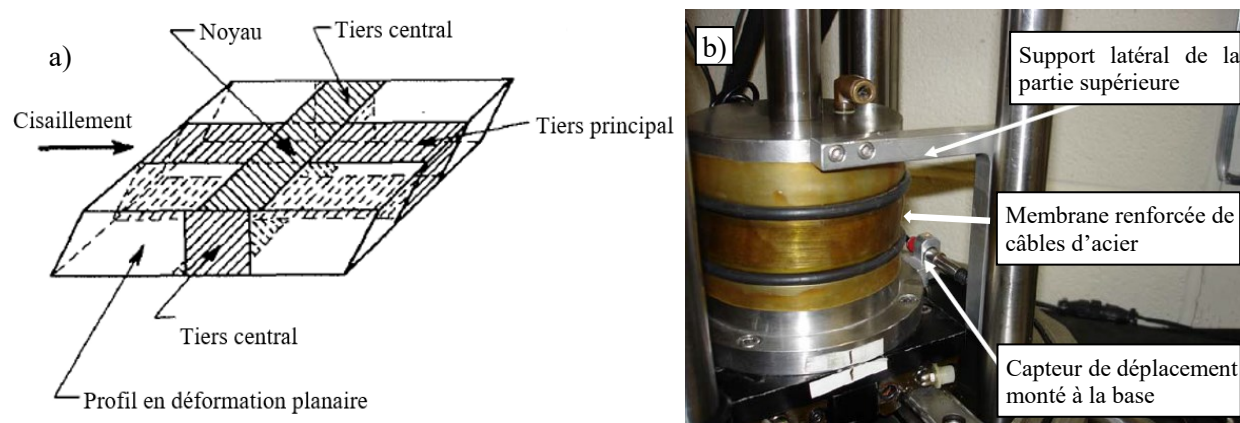 a)
Noyau
Tiers central
Cisaillement
Tiers principal
Tiers central
Profil en déformation planaire
b)
Support latéral de la
partie supérieure
Membrane renforcée de
câbles d'acier
Capteur de déplacement
monté à la base